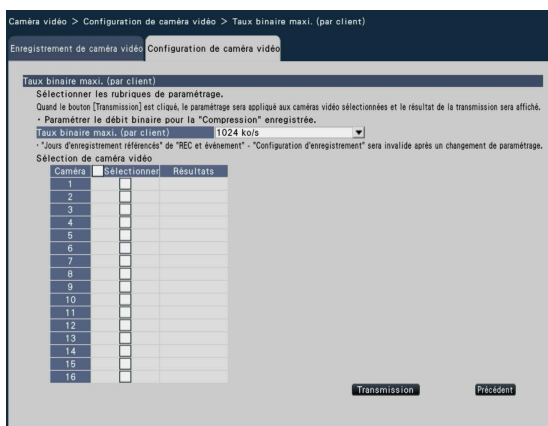 Caméra vidéo > Configuration de caméra vidéo > Taux binaire maxi. (par client)
Enregistrement de caméra vidéo Configuration de caméra vidéo
Taux binaire maxi. (par client)
Sélectionner les rubriques de paramétrage.
Quand le bouton [Transmission] est cliqué, le paramétrage sera appliqué aux caméras vidéo sélectionnées et le résultat de la transmission sera affiché.
· Paramétrer le débit binaire pour la "Compression" enregistrée.
Taux binaire maxi. (par client) 1024 ko/s
· "Jours d'enregistrement référencés" de "REC et événement" - "Configuration d'enregistrement" sera invalide après un changement de paramétrage.
Sélection de caméra vidéo
Caméra Sélectionner Résultats
1
2
3
4
5
6
7
8
9
10
11
12
13
14
15
16
Transmission Précédent